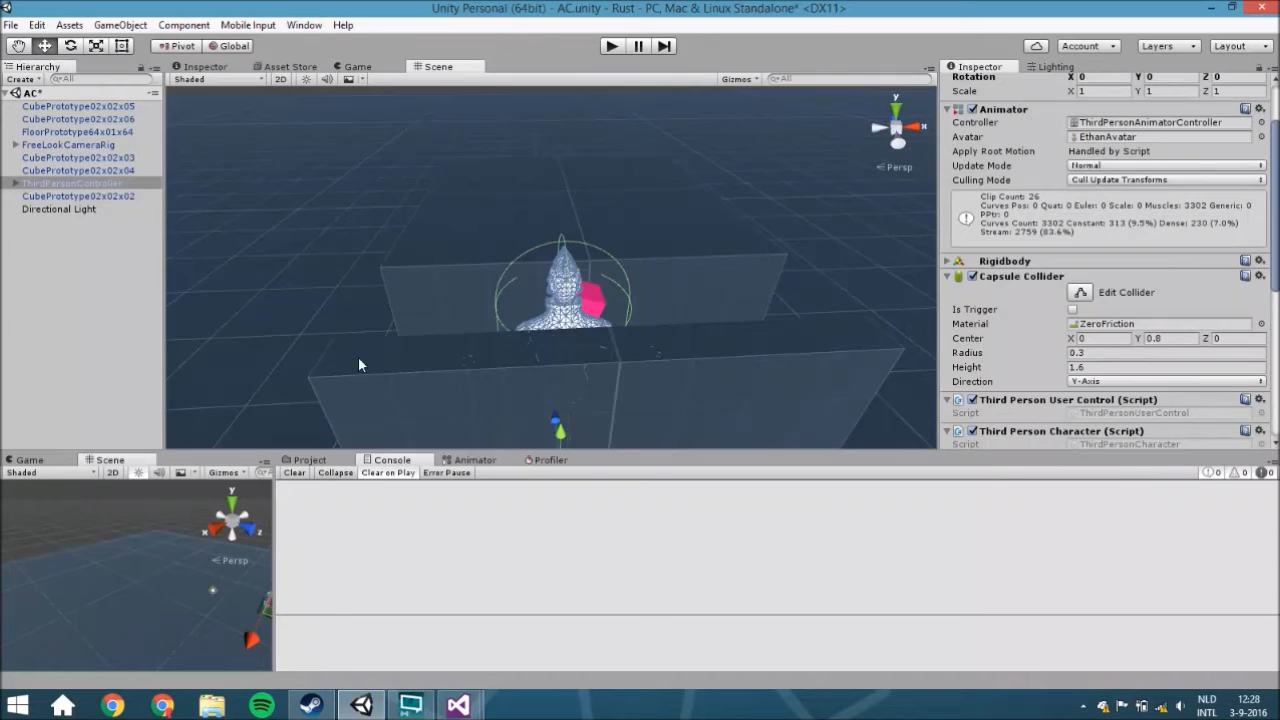 Unity Personal (64bit) - AC.unity - Rust - PC, Mac & Linux Standalone* <DX11>
File Edit Assets GameObject Component Mobile Input Window Help
Pivot Global Account Layers Layout
Hierarchy Inspector Asset Store Game Scene Inspector Lighting
Create All Shaded 2D Gizmos All
Rotation X 0 Y 0 Z 0
Scale X 1 Y 1 Z 1
AC*
CubePrototype02x02x05
CubePrototype02x02x06
FloorPrototype64x01x64
FreeLookCameraRig
CubePrototype02x02x03
CubePrototype02x02x04
ThirdPersonController
CubePrototype02x02x02
Directional Light
y
x
Persp
Animator
Controller ThirdPersonAnimatorController
Avatar EthanAvatar
Apply Root Motion Handled by Script
Update Mode Normal
Culling Mode Cull Update Transforms
Clip Count: 26
Curves Pos: 0 Quat: 0 Euler: 0 Scale: 0 Muscles: 3302 Generic: 0
PPtr: 0
Curves Count: 3302 Constant: 313 (9.5%) Dense: 230 (7.0%)
Stream: 2759 (83.6%)
Rigidbody
Capsule Collider
Edit Collider
Is Trigger
Material ZeroFriction
Center X 0 Y 0.8 Z 0
Radius 0.3
Height 1.6
Direction Y-Axis
Third Person User Control (Script)
Script ThirdPersonUserControl
Third Person Character (Script)
Script ThirdPersonCharacter
Game Scene Project Console Animator Profiler
Shaded 2D Gizmos Clear Collapse Clear on Play Error Pause 0 0 0
y
x z
Persp
NLD 12:28
INTL 3-9-2016